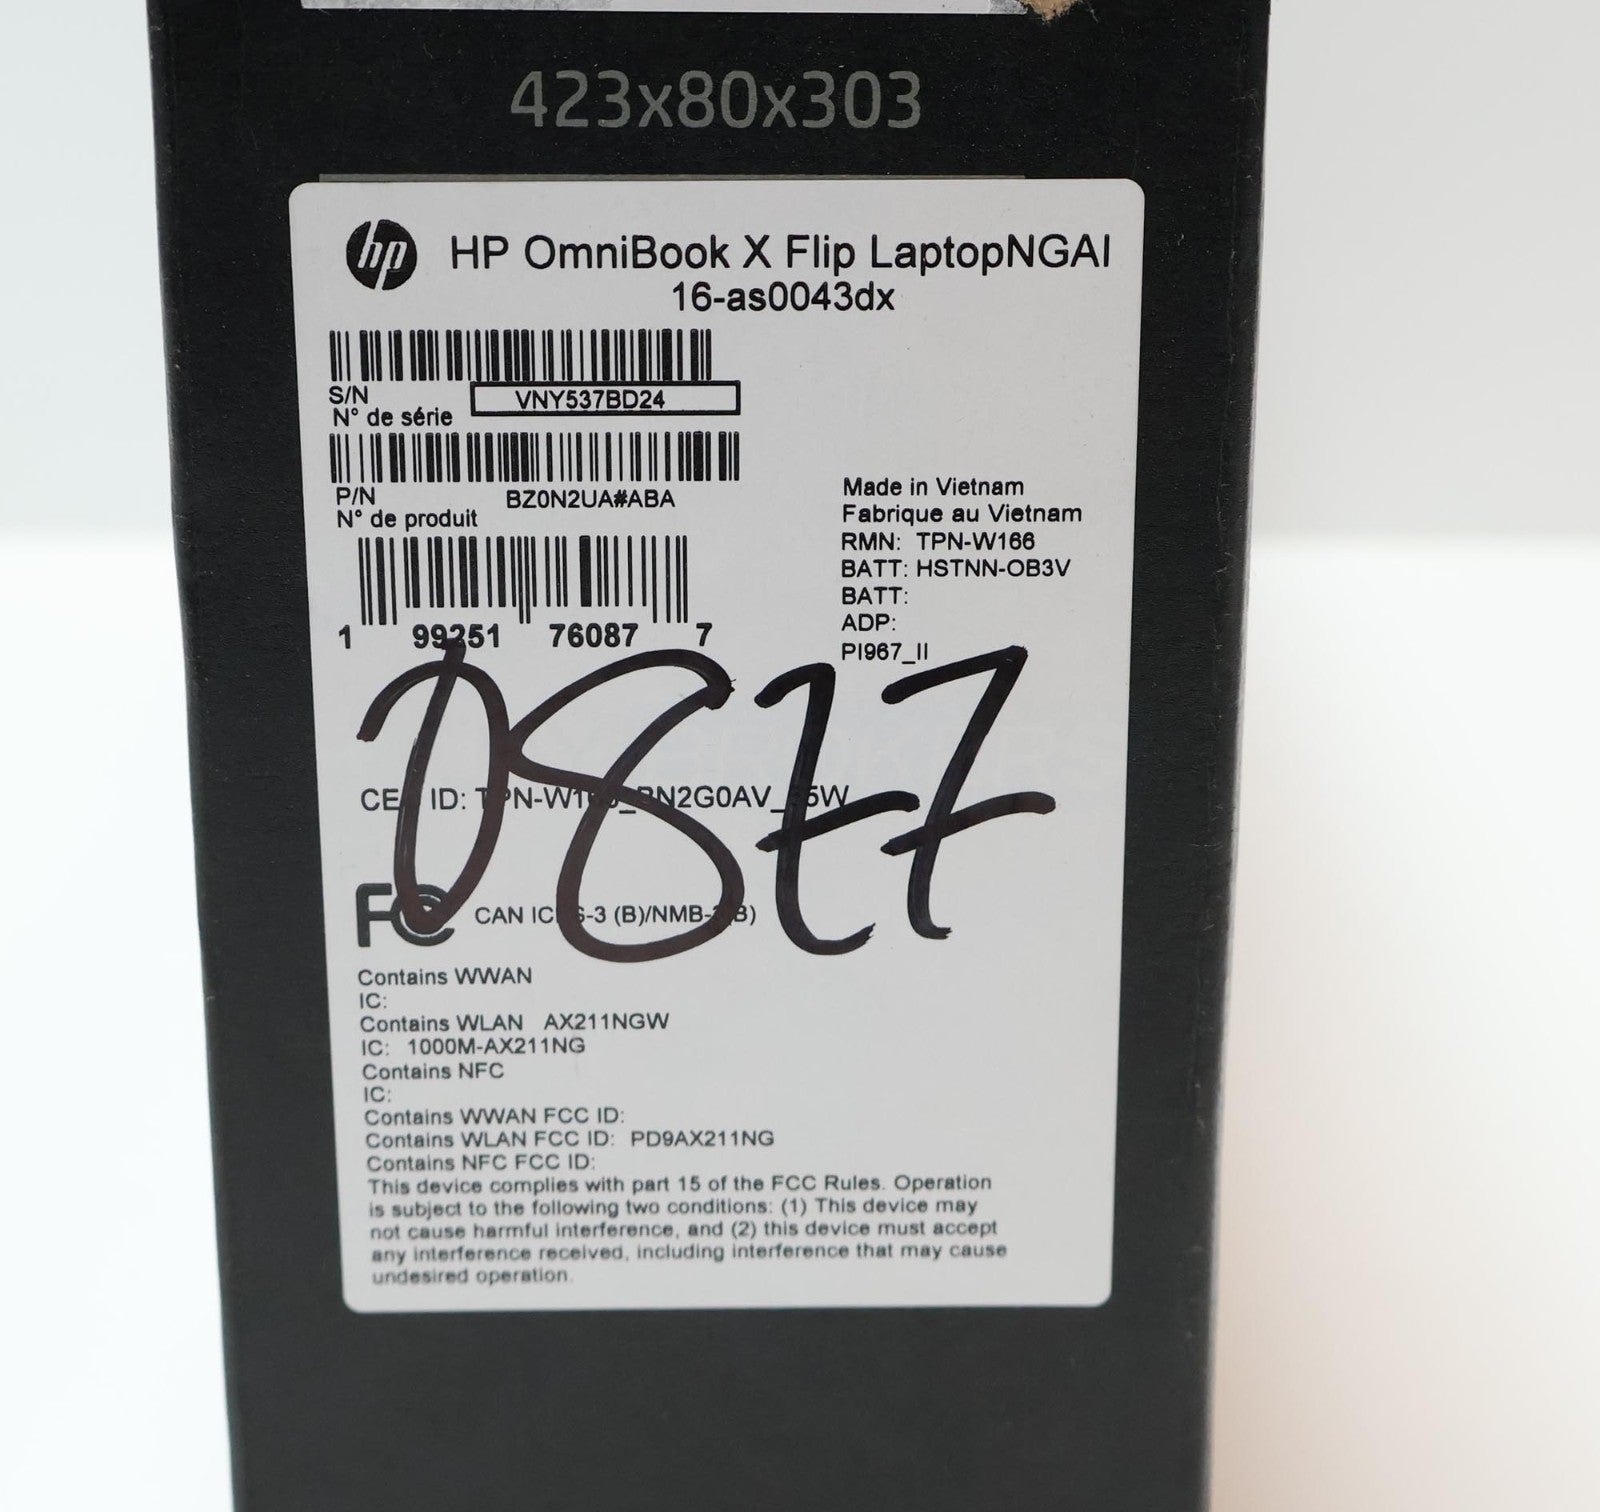 423x80x303
hp HP OmniBook X Flip LaptopNGAI
16-as0043dx
S/N
N° de série VNY537BD24
P/N BZ0N2UA#ABA
N° de produit
1 99251 76087 7
Made in Vietnam
Fabrique au Vietnam
RMN: TPN-W166
BATT: HSTNN-OB3V
BATT:
ADP:
PI967_II
0877
ID:
FC CAN
Contains WWAN
IC:
Contains WLAN AX211NGW
IC: 1000M-AX211NG
Contains NFC
IC:
Contains WWAN FCC ID:
Contains WLAN FCC ID: PD9AX211NG
Contains NFC FCC ID:
This device complies with part 15 of the FCC Rules. Operation
is subject to the following two conditions: (1) This device may
not cause harmful interference, and (2) this device must accept
any interference received, including interference that may cause
undesired operation.